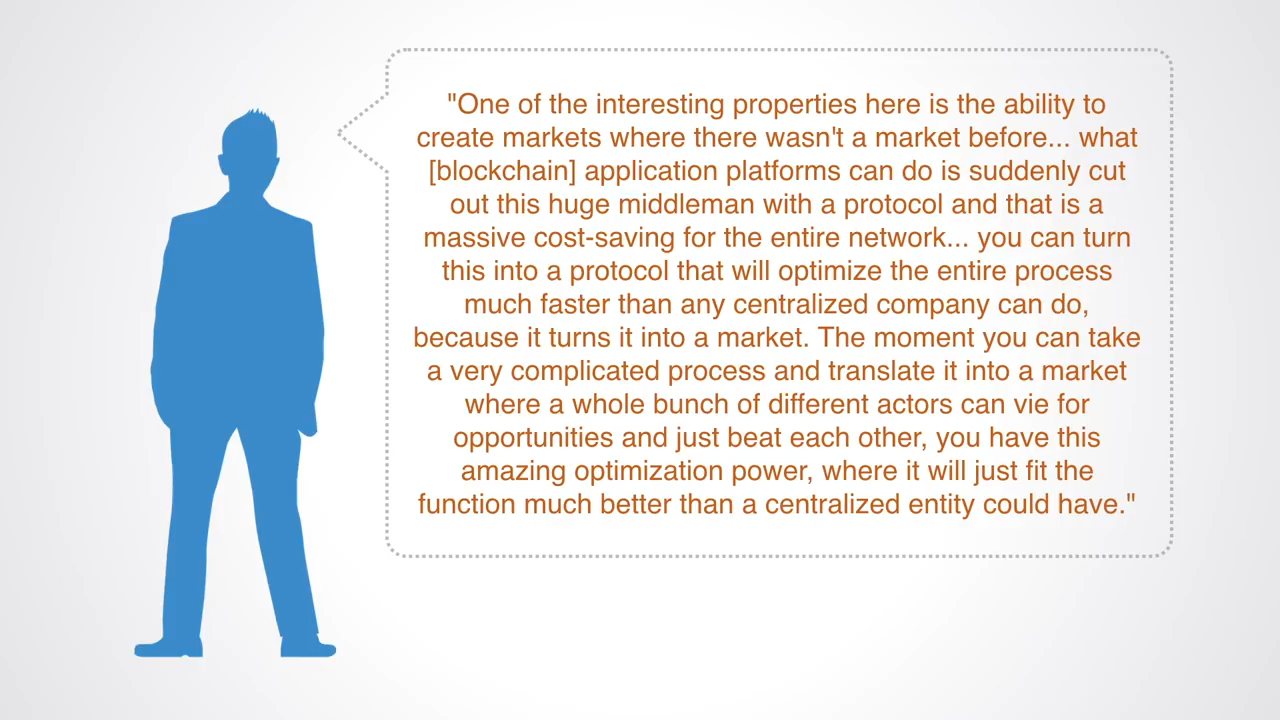 "One of the interesting properties here is the ability to
create markets where there wasn't a market before... what
[blockchain] application platforms can do is suddenly cut
out this huge middleman with a protocol and that is a
massive cost-saving for the entire network... you can turn
this into a protocol that will optimize the entire process
much faster than any centralized company can do,
because it turns it into a market. The moment you can take
a very complicated process and translate it into a market
where a whole bunch of different actors can vie for
opportunities and just beat each other, you have this
amazing optimization power, where it will just fit the
function much better than a centralized entity could have."